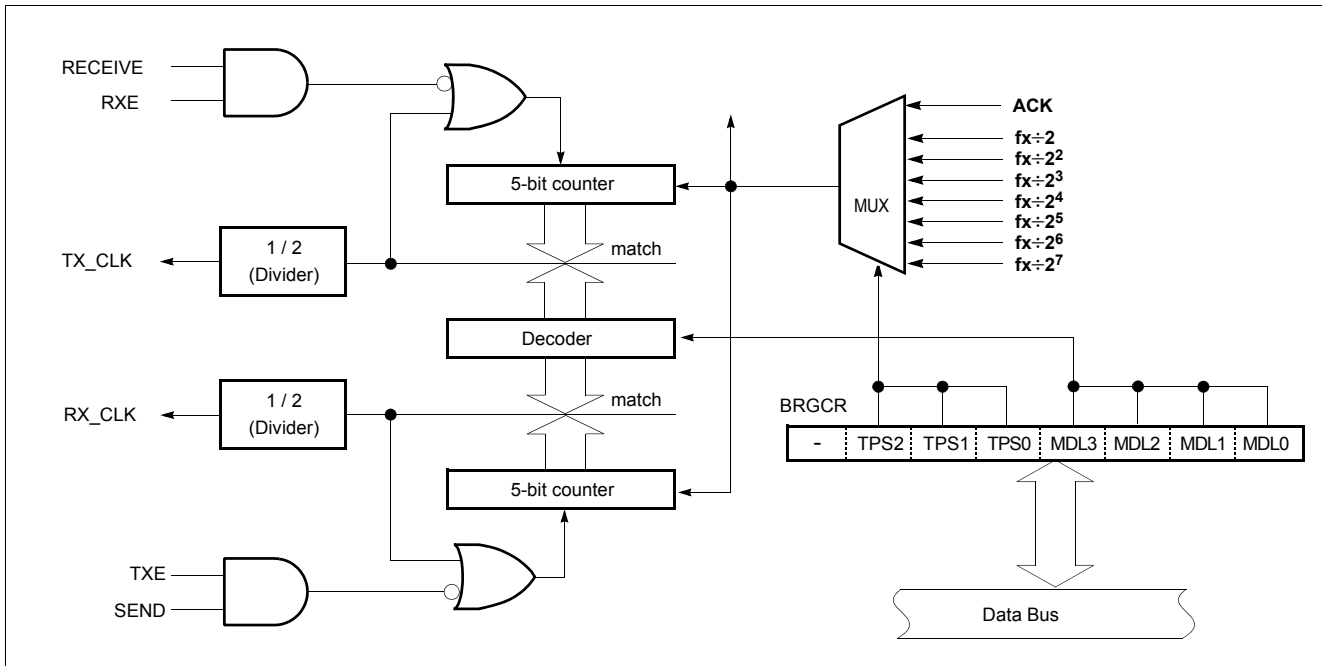 RECEIVE
RXE
ACK
fx÷2
fx÷2²
fx÷2³
fx÷2⁴
fx÷2⁵
fx÷2⁶
fx÷2⁷
MUX
5-bit counter
match
1 / 2
(Divider)
TX_CLK
Decoder
1 / 2
(Divider)
RX_CLK
match
BRGCR
- TPS2 TPS1 TPS0 MDL3 MDL2 MDL1 MDL0
5-bit counter
TXE
SEND
Data Bus